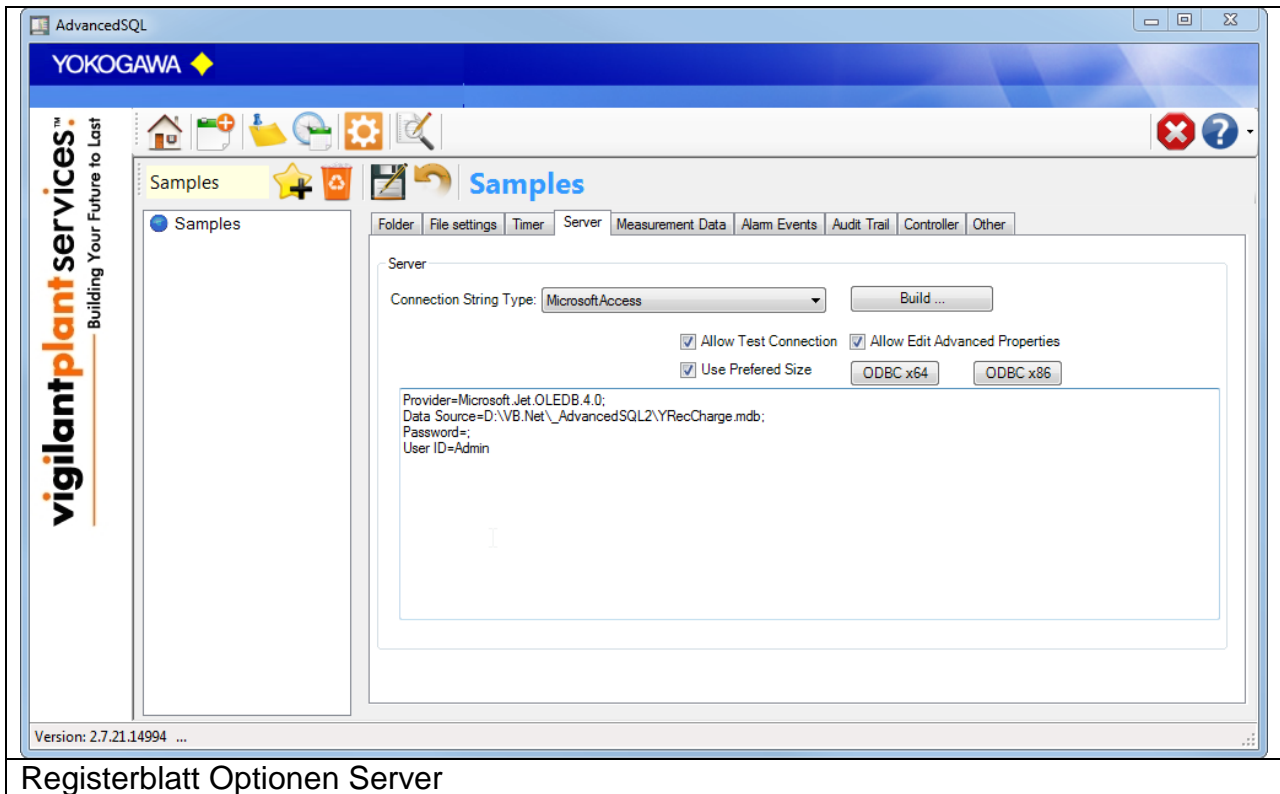 AdvancedSQL
YOKOGAWA
vigilantplant services.™
Building Your Future to Last
Samples
Samples
Samples
Folder File settings Timer Server Measurement Data Alarm Events Audit Trail Controller Other
Server
Connection String Type: MicrosoftAccess Build ...
Allow Test Connection Allow Edit Advanced Properties
Use Prefered Size ODBC x64 ODBC x86
Provider=Microsoft.Jet.OLEDB.4.0;
Data Source=D:\VB.Net\_AdvancedSQL2\YRecCharge.mdb;
Password=;
User ID=Admin
Version: 2.7.21.14994 ...
Registerblatt Optionen Server